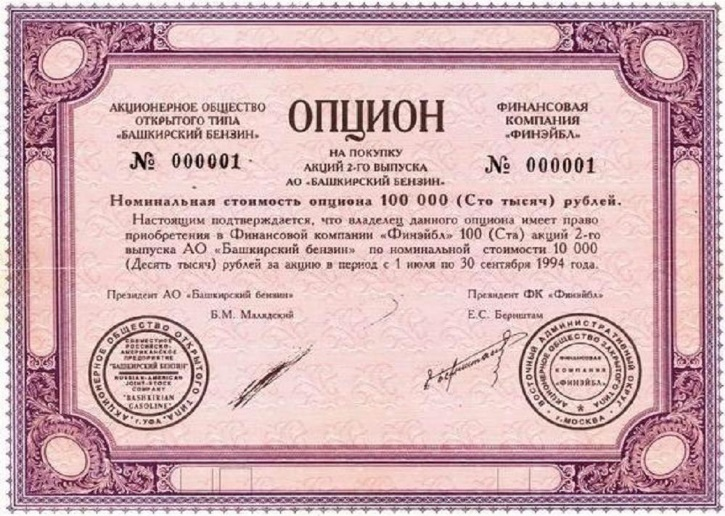 АКЦИОНЕРНОЕ ОБЩЕСТВО
ОТКРЫТОГО ТИПА
«БАШКИРСКИЙ БЕНЗИН»
№ 000001
ОПЦИОН
НА ПОКУПКУ
АКЦИЙ 2-ГО ВЫПУСКА
АО «БАШКИРСКИЙ БЕНЗИН»
ФИНАНСОВАЯ
КОМПАНИЯ
«ФИНЭЙБЛ»
№ 000001
Номинальная стоимость опциона 100 000 (Сто тысяч) рублей.
Настоящим подтверждается, что владелец данного опциона имеет право
приобретения в Финансовой компании «Финэйбл» 100 (Ста) акций 2-го
выпуска АО «Башкирский бензин» по номинальной стоимости 10 000
(Десять тысяч) рублей за акцию в период с 1 июля по 30 сентября 1994 года.
Президент АО «Башкирский бензин»
Б.М. Малядский
Президент ФК «Финэйбл»
Е.С. Бернштам
АКЦИОНЕРНОЕ ОБЩЕСТВО ОТКРЫТОГО ТИПА
СОВМЕСТНОЕ
РОССИЙСКО-
АМЕРИКАНСКОЕ
ПРЕДПРИЯТИЕ
"БАШКИРСКИЙ БЕНЗИН"
RUSSIAN-AMERICAN
JOINT-STOCK
COMPANY
"BASHKIRIAN
GASOLINE"
г. УФА
ВОСТОЧНЫЙ АДМИНИСТРАТИВНЫЙ ОКРУГ
АКЦИОНЕРНОЕ ОБЩЕСТВО ЗАКРЫТОГО ТИПА
ФИНАНСОВАЯ
КОМПАНИЯ
"ФИНЭЙБЛ"
г. МОСКВА